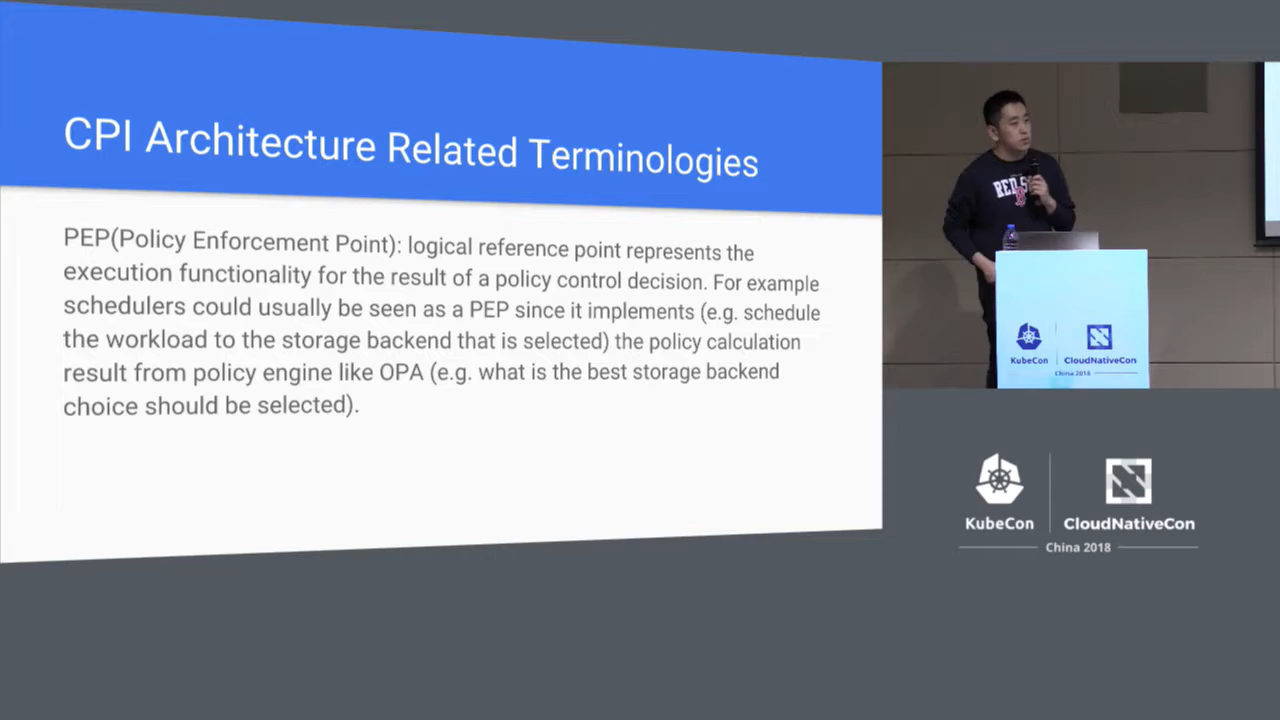 CPI Architecture Related Terminologies
PEP(Policy Enforcement Point): logical reference point represents the
execution functionality for the result of a policy control decision. For example
schedulers could usually be seen as a PEP since it implements (e.g. schedule
the workload to the storage backend that is selected) the policy calculation
result from policy engine like OPA (e.g. what is the best storage backend
choice should be selected).
RED S
B
KubeCon
CloudNativeCon
China 2018
KubeCon
CloudNativeCon
China 2018